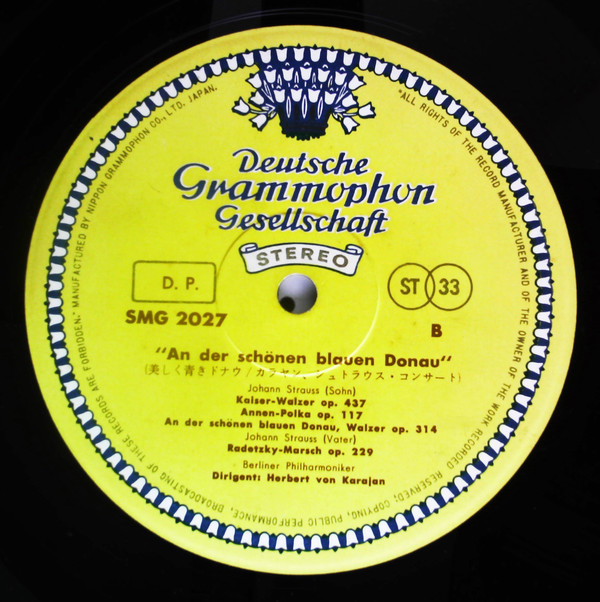 Deutsche
Grammophon
Gesellschaft
STEREO
D. P.
ST 33
SMG 2027
B
"An der schönen blauen Donau"
(美しく青きドナウ/カラヤン、シュトラウス・コンサート)
Johann Strauss (Sohn)
Kaiser-Walzer op. 437
Annen-Polka op. 117
An der schönen blauen Donau, Walzer op. 314
Johann Strauss (Vater)
Radetzky-Marsch op. 229
Berliner Philharmoniker
Dirigent: Herbert von Karajan
"ALL RIGHTS OF THE RECORD MANUFACTURER AND OF THE OWNER OF THE WORK RECORDED RESERVED; COPYING, PUBLIC PERFORMANCE, BROADCASTING OF THESE RECORDS ARE FORBIDDEN." MANUFACTURED BY NIPPON GRAMMOPHON CO., LTD. JAPAN.